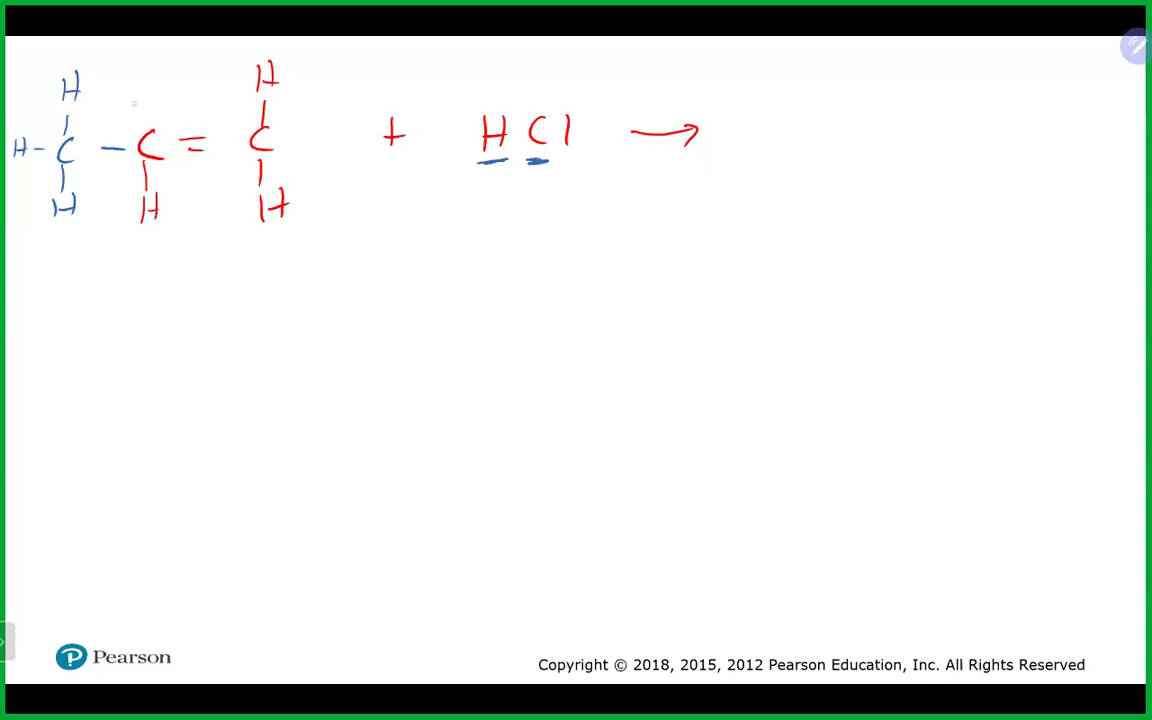 H H
H - C - C = C + H Cl →
H H H
Pearson
Copyright © 2018, 2015, 2012 Pearson Education, Inc. All Rights Reserved